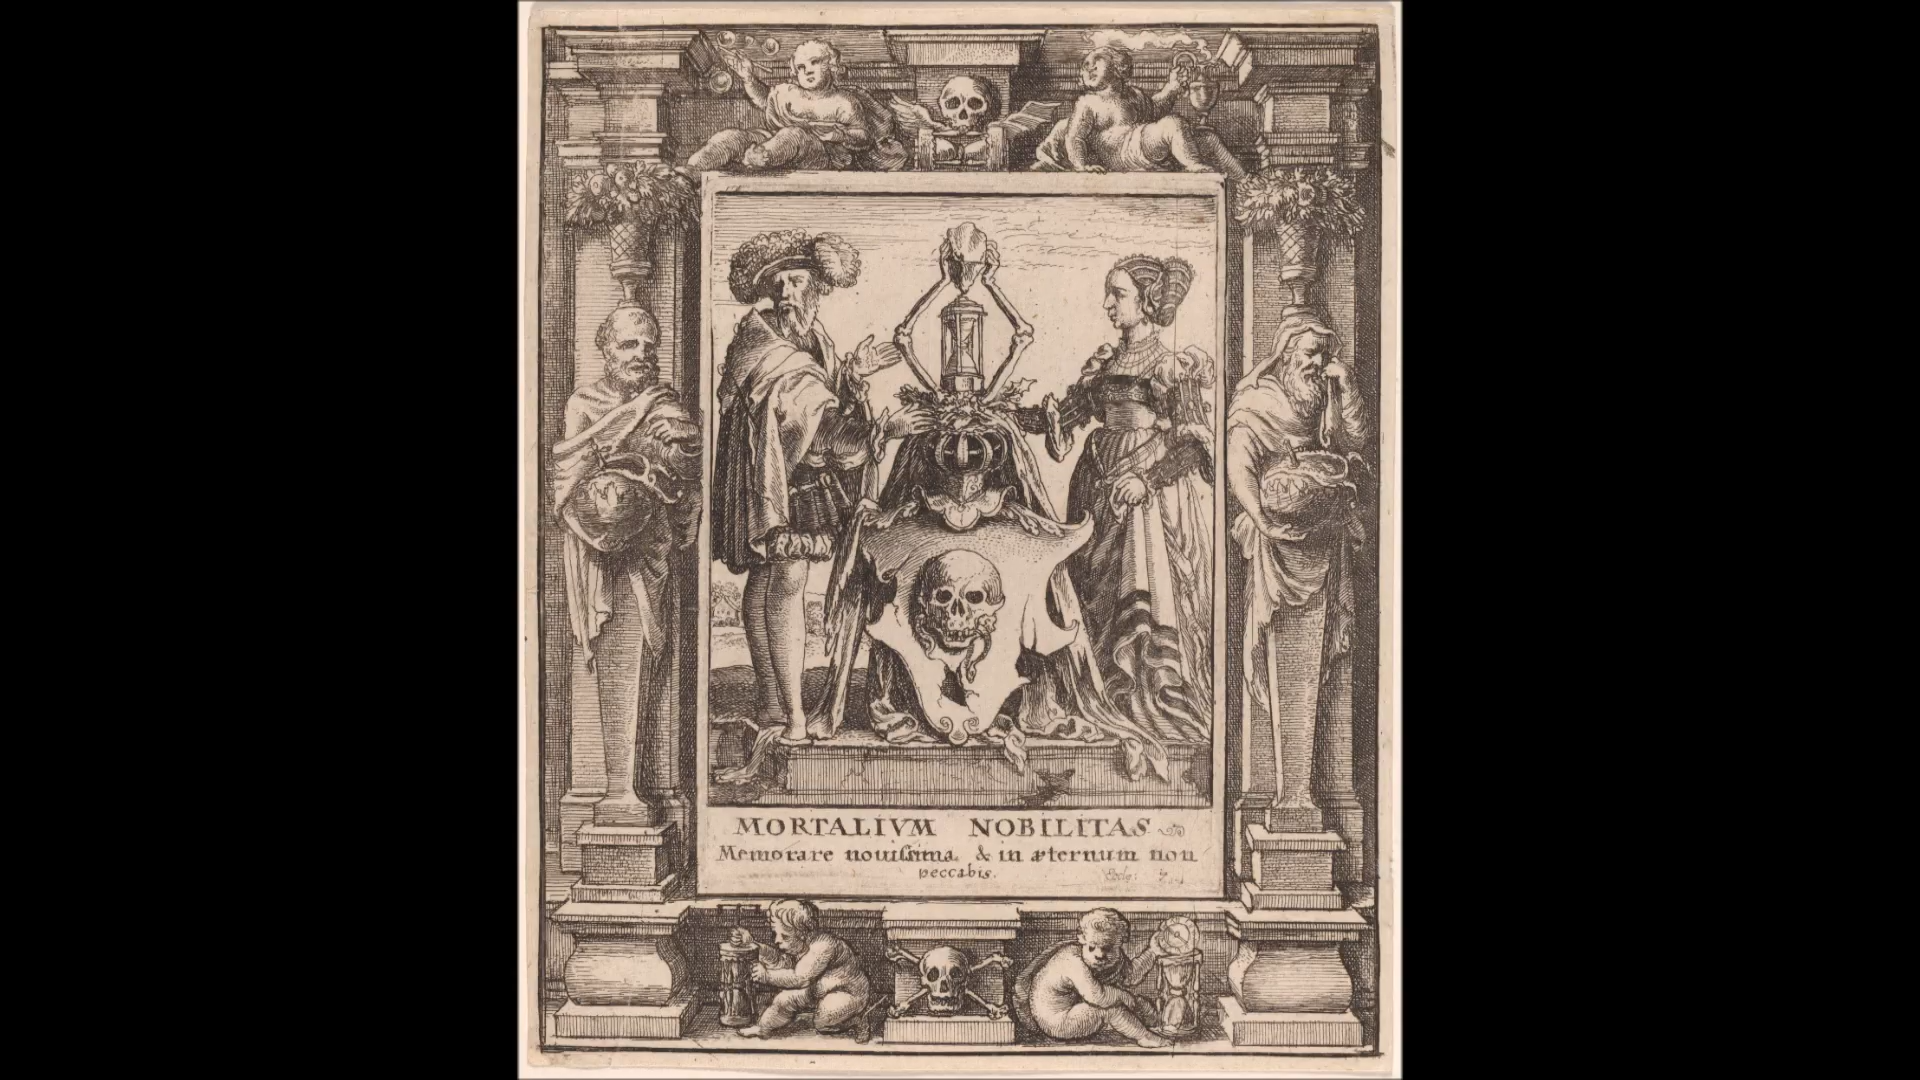 MORTALIVM NOBILITAS
Memorare nouissima & in æternum non
peccabis.